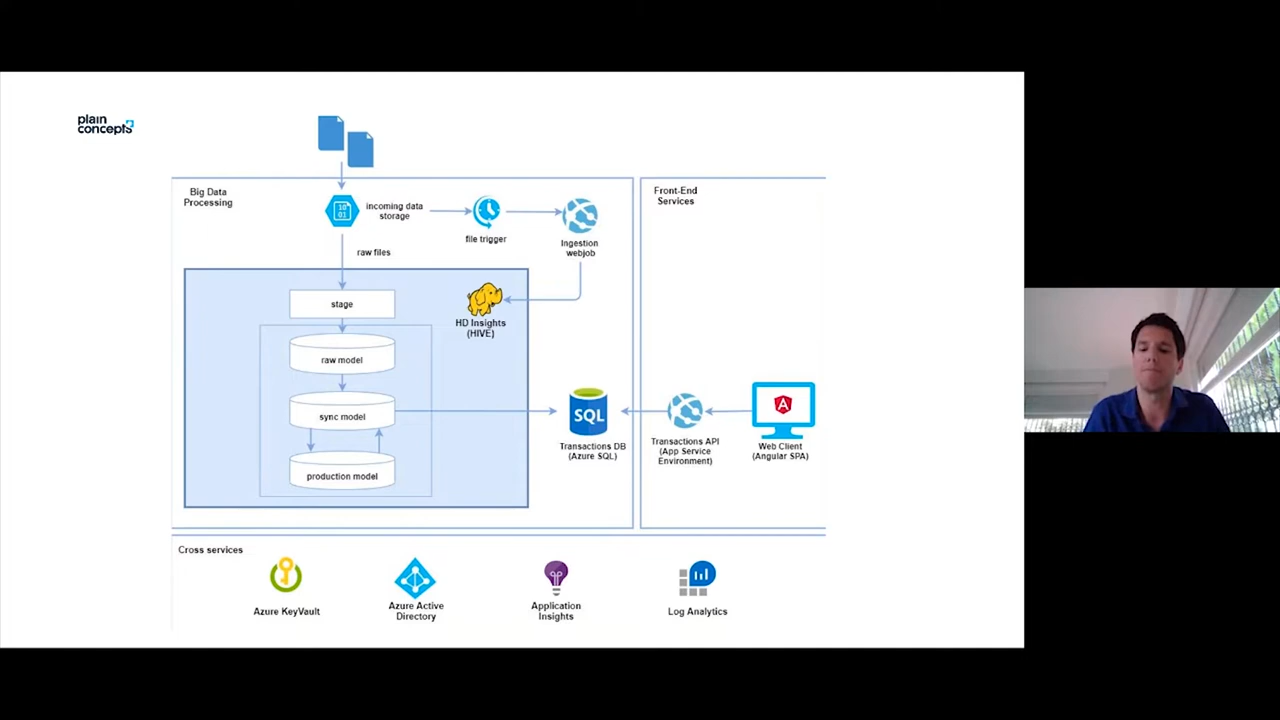 plain
concepts
Big Data
Processing
10
01
incoming data
storage
file trigger
Ingestion
webjob
Front-End
Services
raw files
stage
HD Insights
(HIVE)
raw model
sync model
production model
SQL
Transactions DB
(Azure SQL)
Transactions API
(App Service
Environment)
A
Web Client
(Angular SPA)
Cross services
Azure KeyVault
Azure Active
Directory
Application
Insights
Log Analytics